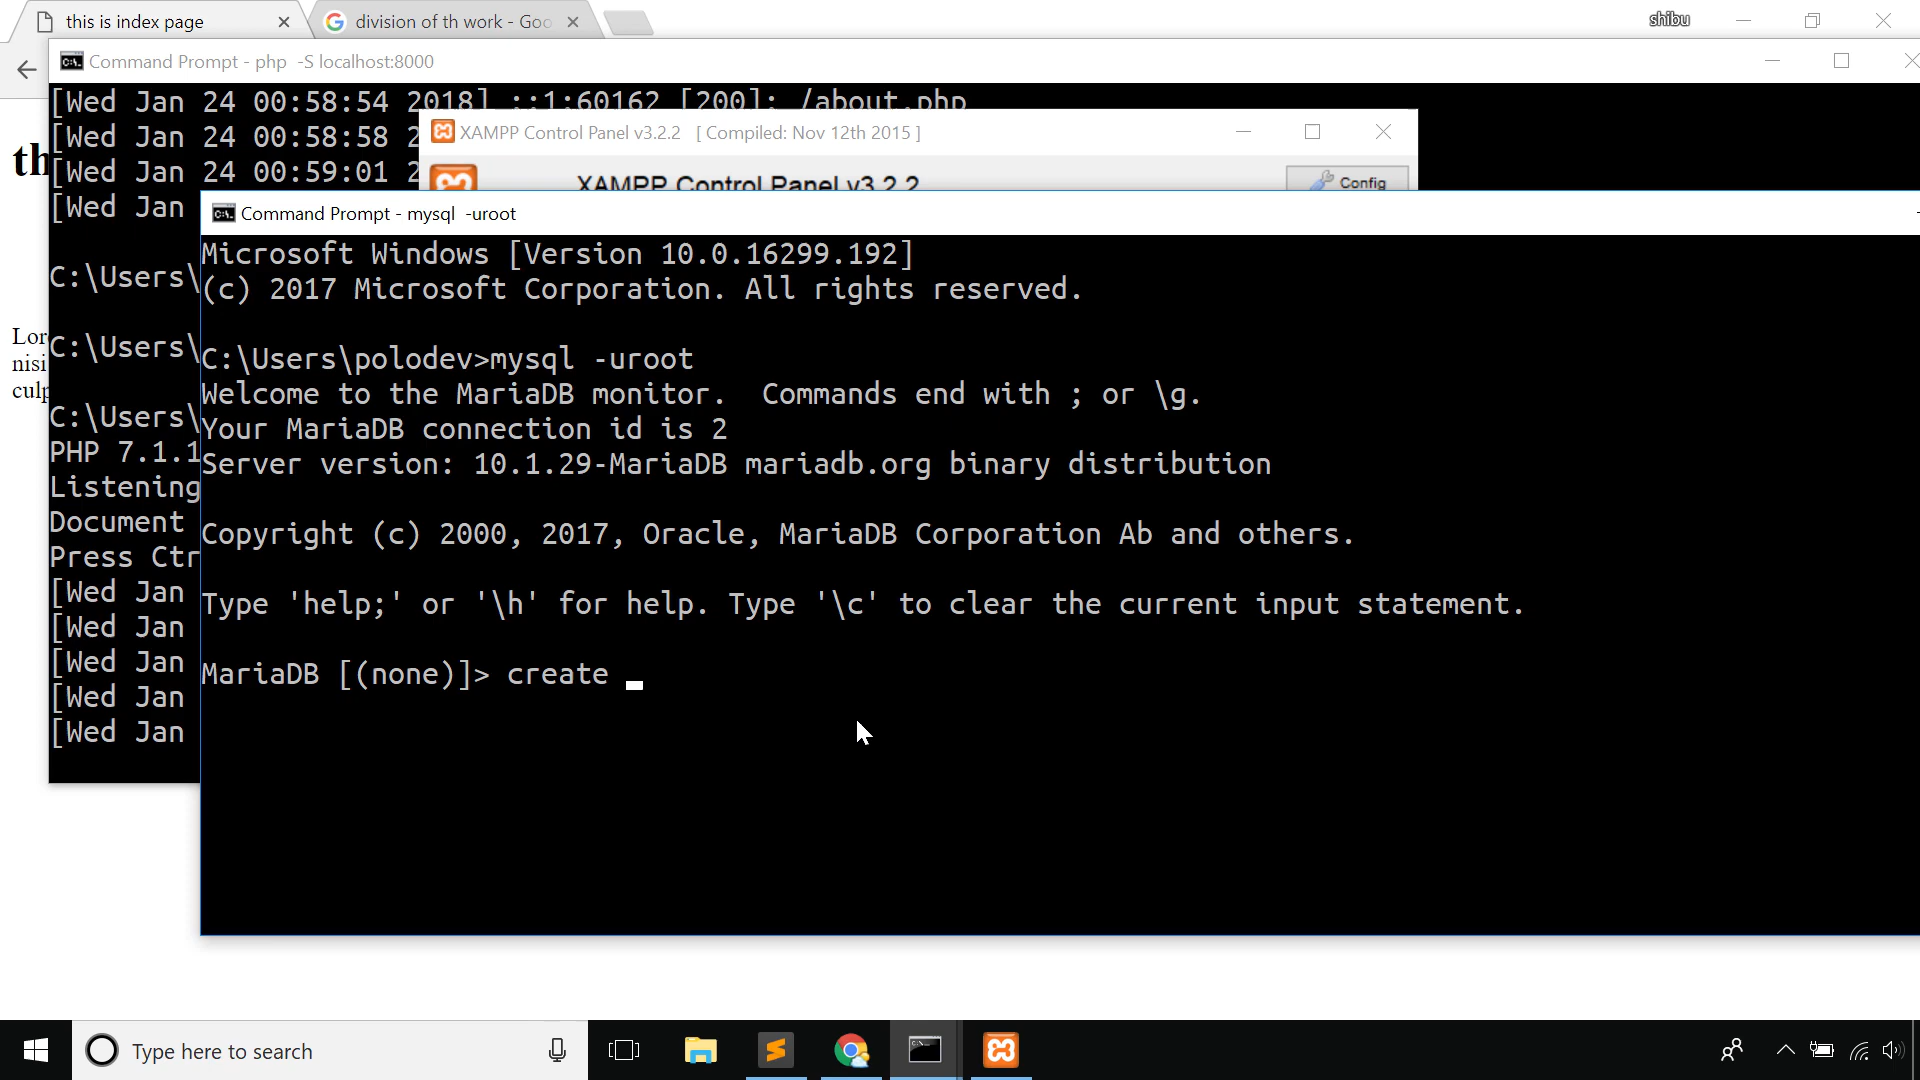 this is index page
division of th work - Goo
shibu
Command Prompt - php -S localhost:8000
[Wed Jan 24 00:58:54 2018] ::1:60162 [200]: /about.php
[Wed Jan 24 00:58:58 2
[Wed Jan 24 00:59:01 2
[Wed Jan
XAMPP Control Panel v3.2.2 [ Compiled: Nov 12th 2015 ]
XAMPP Control Panel v3.2.2
Config
th
Lor
nisi
culp
C:\Users\
C:\Users\
C:\Users\
PHP 7.1.1
Listening
Document
Press Ctr
[Wed Jan
[Wed Jan
[Wed Jan
[Wed Jan
[Wed Jan
Command Prompt - mysql -uroot
Microsoft Windows [Version 10.0.16299.192]
(c) 2017 Microsoft Corporation. All rights reserved.
C:\Users\polodev>mysql -uroot
Welcome to the MariaDB monitor.  Commands end with ; or \g.
Your MariaDB connection id is 2
Server version: 10.1.29-MariaDB mariadb.org binary distribution
Copyright (c) 2000, 2017, Oracle, MariaDB Corporation Ab and others.
Type 'help;' or '\h' for help. Type '\c' to clear the current input statement.
MariaDB [(none)]> create
Type here to search